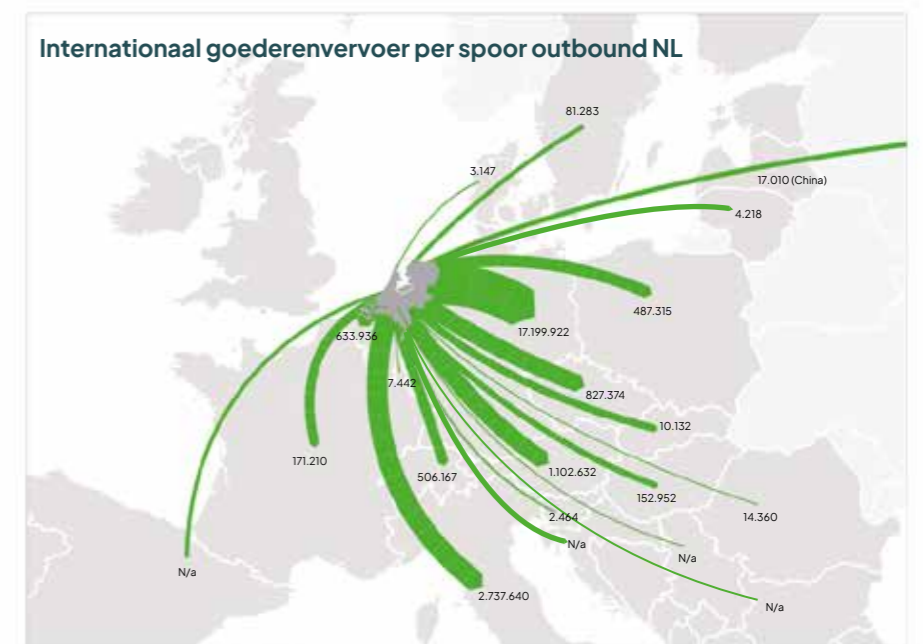 Internationaal goederenvervoer per spoor outbound NL
81.283
3.147
17.010 (China)
4.218
487.315
17.199.922
633.936
7.442
827.374
10.132
171.210
506.167
1.102.632
152.952
14.360
2.464
N/a
N/a
N/a
2.737.640
N/a